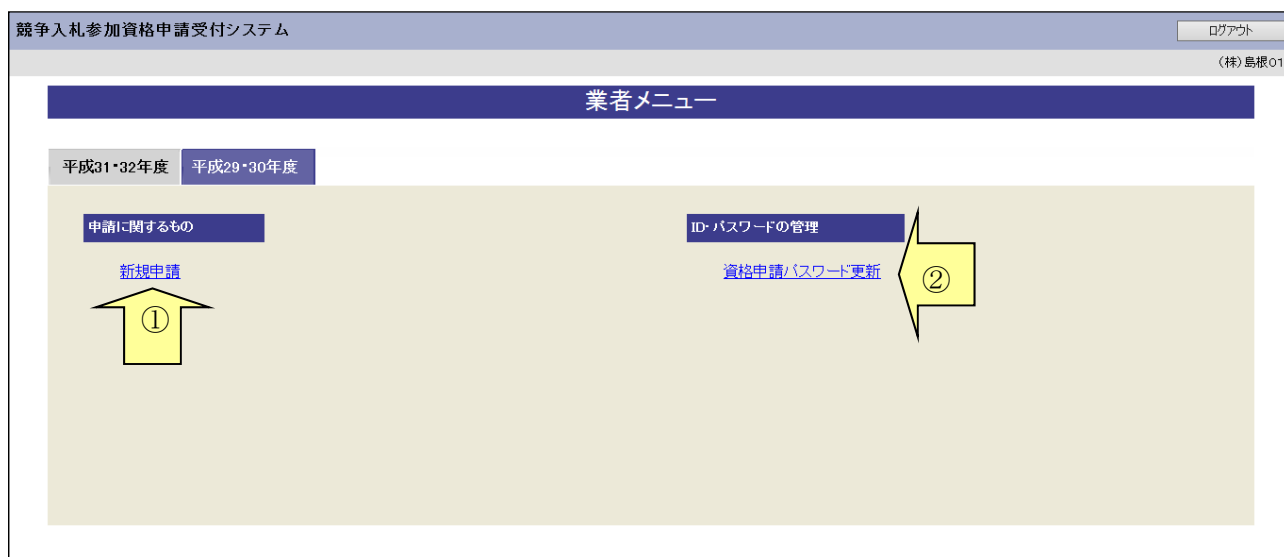 競争入札参加資格申請受付システム
ログアウト
(株)島根01
業者メニュー
平成31・32年度 平成29・30年度
申請に関するもの
ID・パスワードの管理
新規申請
資格申請パスワード更新
①
②